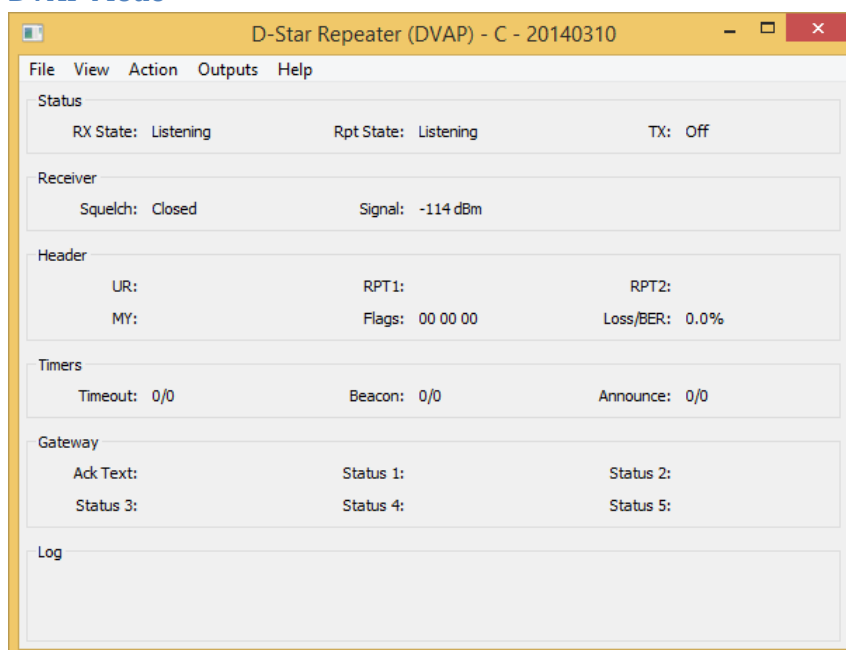 D-Star Repeater (DVAP) - C - 20140310
File View Action Outputs Help
Status
RX State: Listening Rpt State: Listening TX: Off
Receiver
Squelch: Closed Signal: -114 dBm
Header
UR: RPT1: RPT2:
MY: Flags: 00 00 00 Loss/BER: 0.0%
Timers
Timeout: 0/0 Beacon: 0/0 Announce: 0/0
Gateway
Ack Text: Status 1: Status 2:
Status 3: Status 4: Status 5:
Log